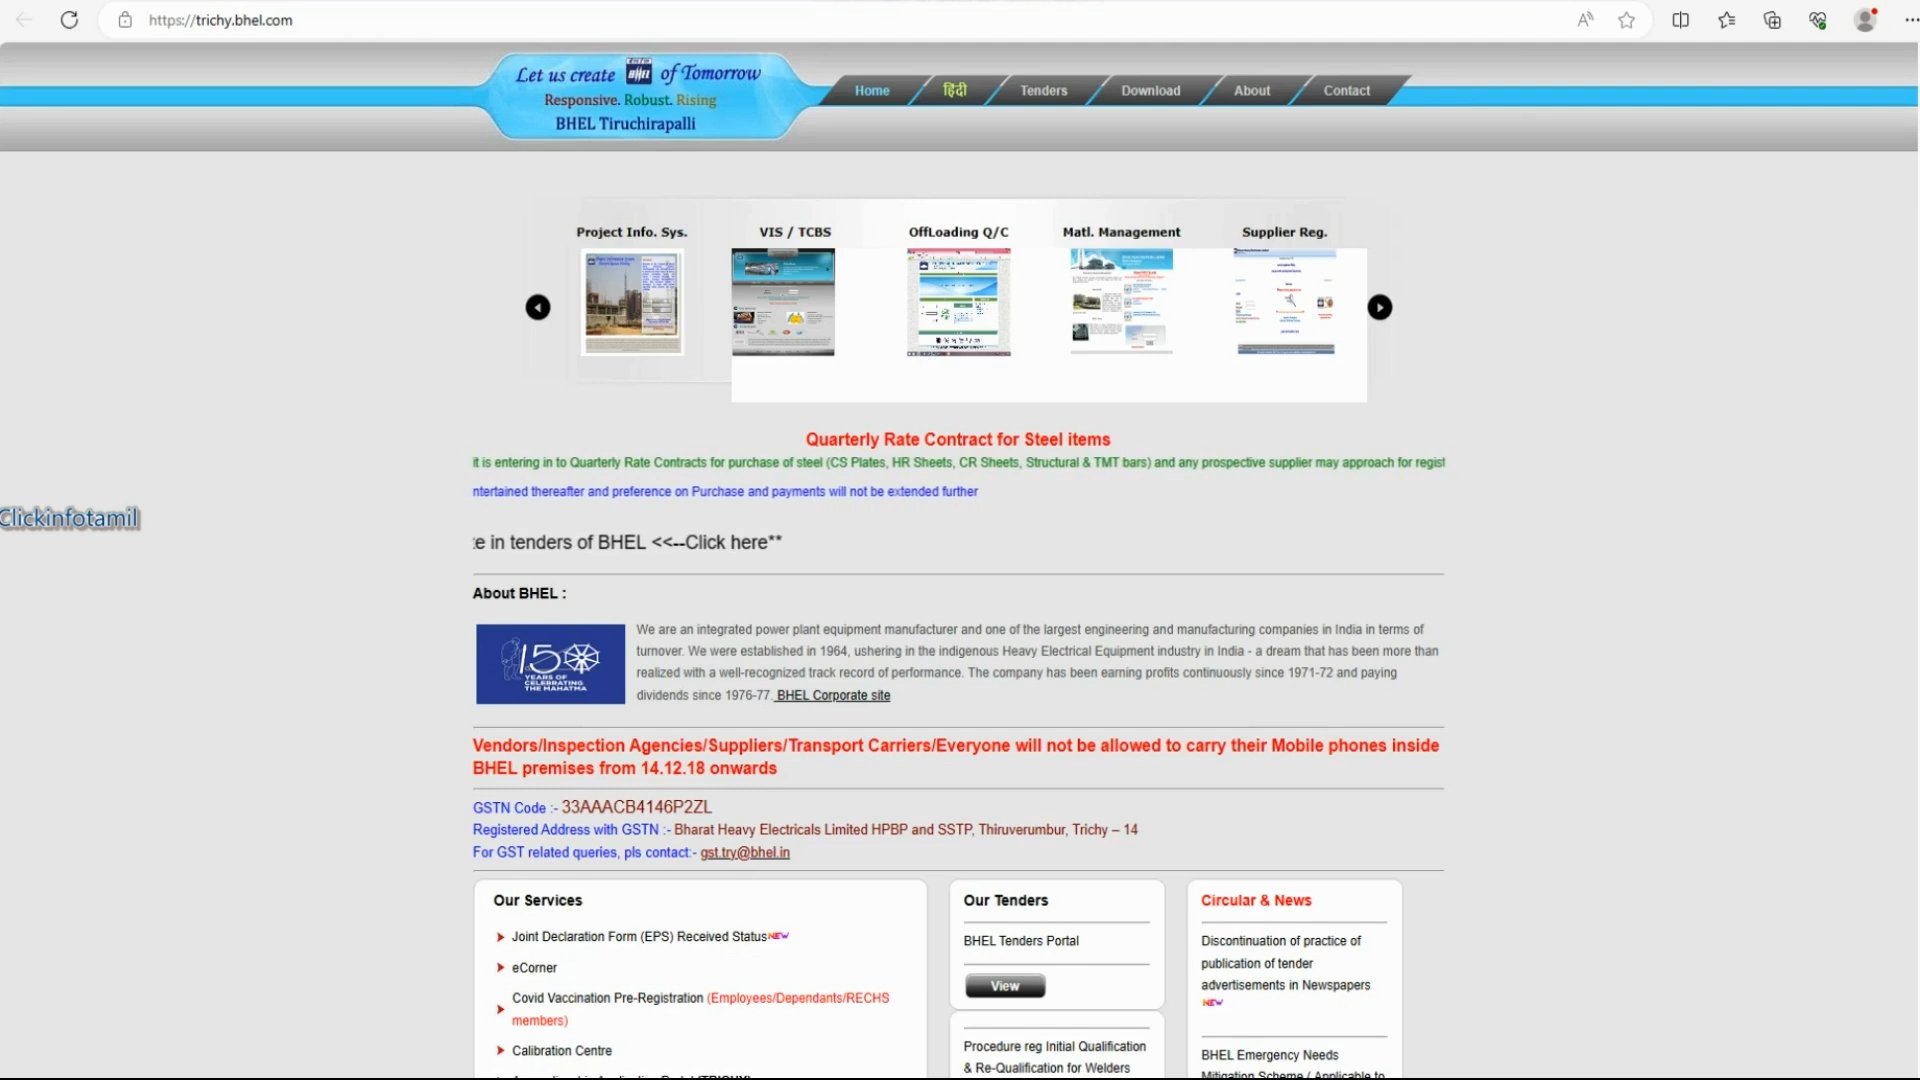 https://trichy.bhel.com
Let us create BHEL of Tomorrow
Responsive. Robust. Rising
BHEL Tiruchirapalli
Home
हिंदी
Tenders
Download
About
Contact
Project Info. Sys.
VIS / TCBS
OffLoading Q/C
Matl. Management
Supplier Reg.
Quarterly Rate Contract for Steel items
it is entering in to Quarterly Rate Contracts for purchase of steel (CS Plates, HR Sheets, CR Sheets, Structural & TMT bars) and any prospective supplier may approach for regist
ntertained thereafter and preference on Purchase and payments will not be extended further
Clickinfotamil
e in tenders of BHEL <<--Click here**
About BHEL :
150
YEARS OF
CELEBRATING
THE MAHATMA
We are an integrated power plant equipment manufacturer and one of the largest engineering and manufacturing companies in India in terms of
turnover. We were established in 1964, ushering in the indigenous Heavy Electrical Equipment industry in India - a dream that has been more than
realized with a well-recognized track record of performance. The company has been earning profits continuously since 1971-72 and paying
dividends since 1976-77. BHEL Corporate site
Vendors/Inspection Agencies/Suppliers/Transport Carriers/Everyone will not be allowed to carry their Mobile phones inside
BHEL premises from 14.12.18 onwards
GSTN Code :- 33AAACB4146P2ZL
Registered Address with GSTN :- Bharat Heavy Electricals Limited HPBP and SSTP, Thiruverumbur, Trichy – 14
For GST related queries, pls contact:- gst.try@bhel.in
Our Services
Joint Declaration Form (EPS) Received Status NEW
eCorner
Covid Vaccination Pre-Registration (Employees/Dependants/RECHS
members)
Calibration Centre
Our Tenders
BHEL Tenders Portal
View
Procedure reg Initial Qualification
& Re-Qualification for Welders
Circular & News
Discontinuation of practice of
publication of tender
advertisements in Newspapers
NEW
BHEL Emergency Needs
Mitigation Scheme ( Applicable to